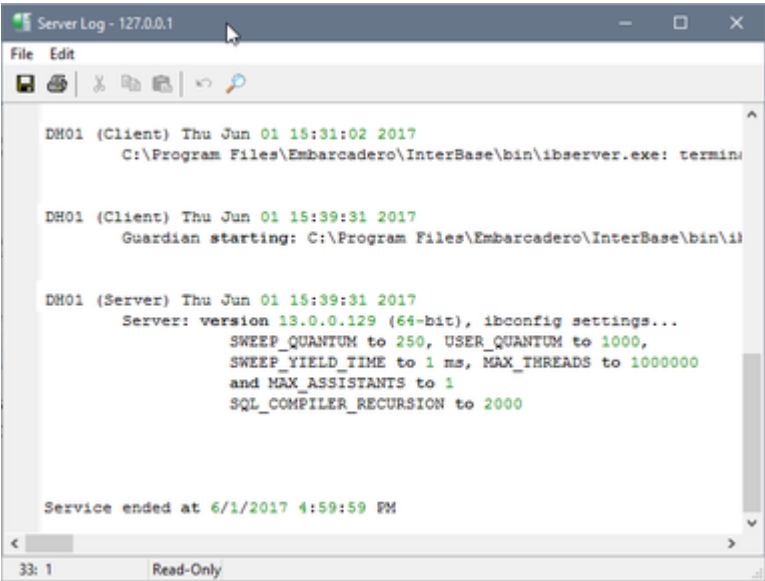 Server Log - 127.0.0.1
File Edit
DH01 (Client) Thu Jun 01 15:31:02 2017
C:\Program Files\Embarcadero\InterBase\bin\ibserver.exe: termina
DH01 (Client) Thu Jun 01 15:39:31 2017
Guardian starting: C:\Program Files\Embarcadero\InterBase\bin\ib
DH01 (Server) Thu Jun 01 15:39:31 2017
Server: version 13.0.0.129 (64-bit), ibconfig settings...
SWEEP_QUANTUM to 250, USER_QUANTUM to 1000,
SWEEP_YIELD_TIME to 1 ms, MAX_THREADS to 1000000
and MAX_ASSISTANTS to 1
SQL_COMPILER_RECURSION to 2000
Service ended at 6/1/2017 4:59:59 PM
33: 1 Read-Only